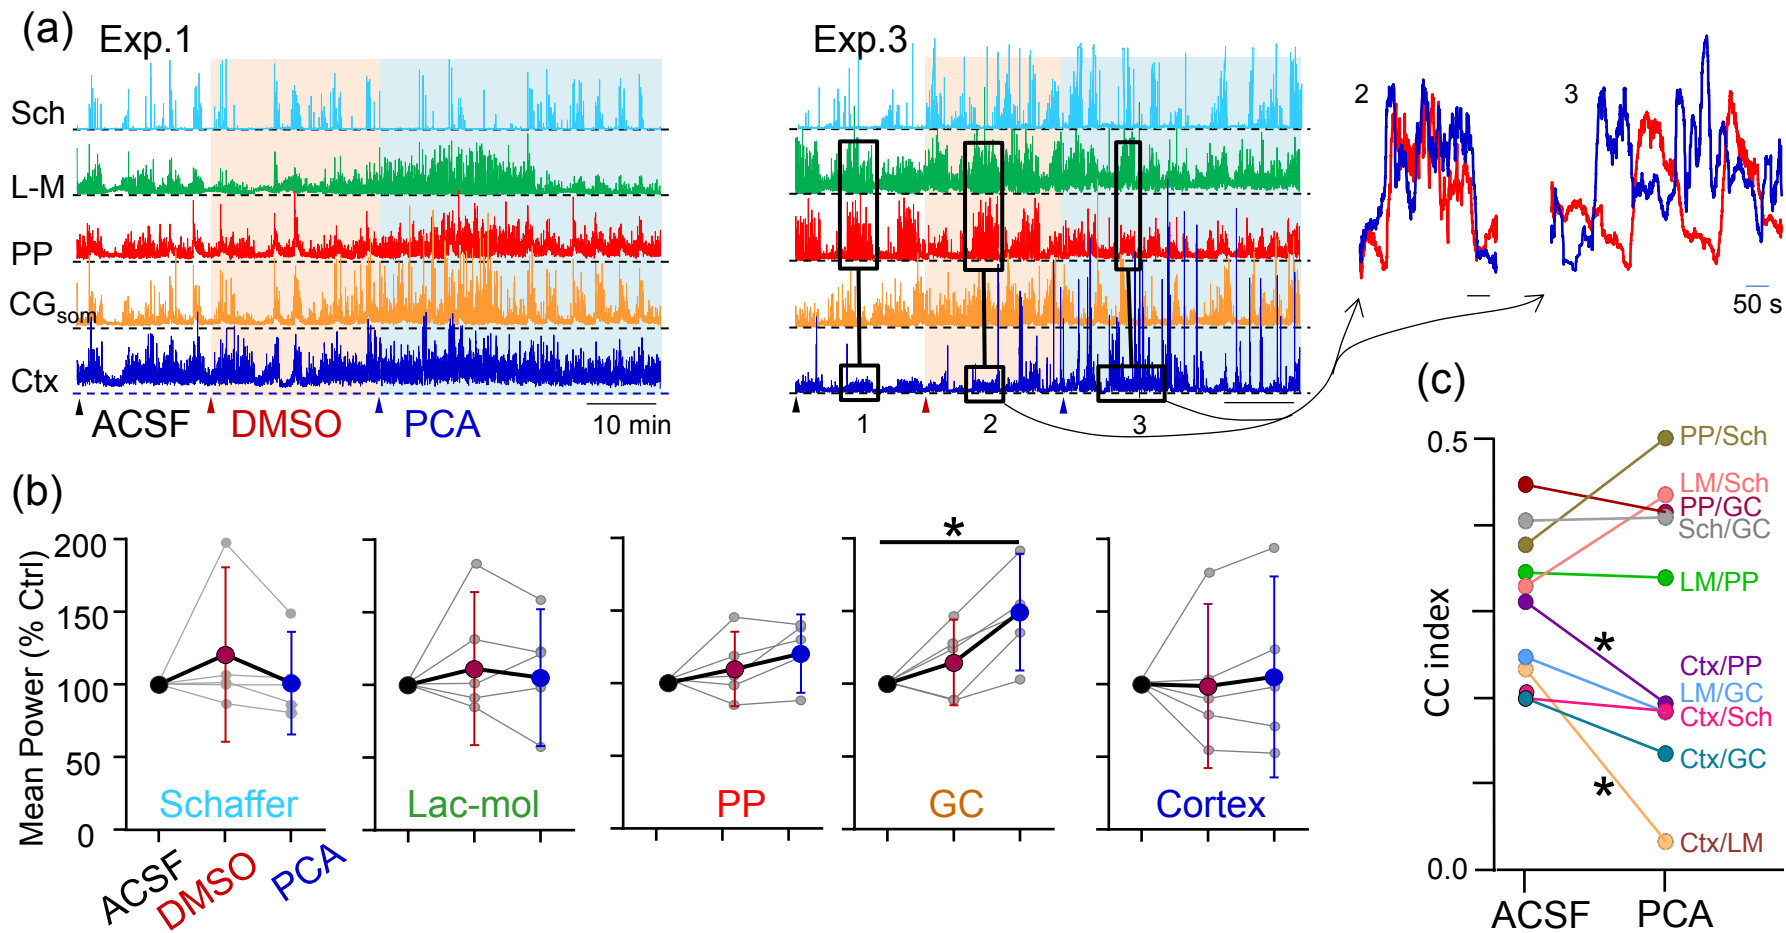 (a)
Exp.1
Exp.3
Sch
L-M
PP
CGsom
Ctx
ACSF
DMSO
PCA
10 min
1
2
3
2
3
50 s
(b)
Mean Power (% Ctrl)
200
150
100
50
0
Schaffer
Lac-mol
PP
*
GC
Cortex
ACSF
DMSO
PCA
(c)
CC index
0.5
0.0
PP/Sch
LM/Sch
PP/GC
Sch/GC
LM/PP
*
Ctx/PP
LM/GC
Ctx/Sch
Ctx/GC
*
Ctx/LM
ACSF
PCA